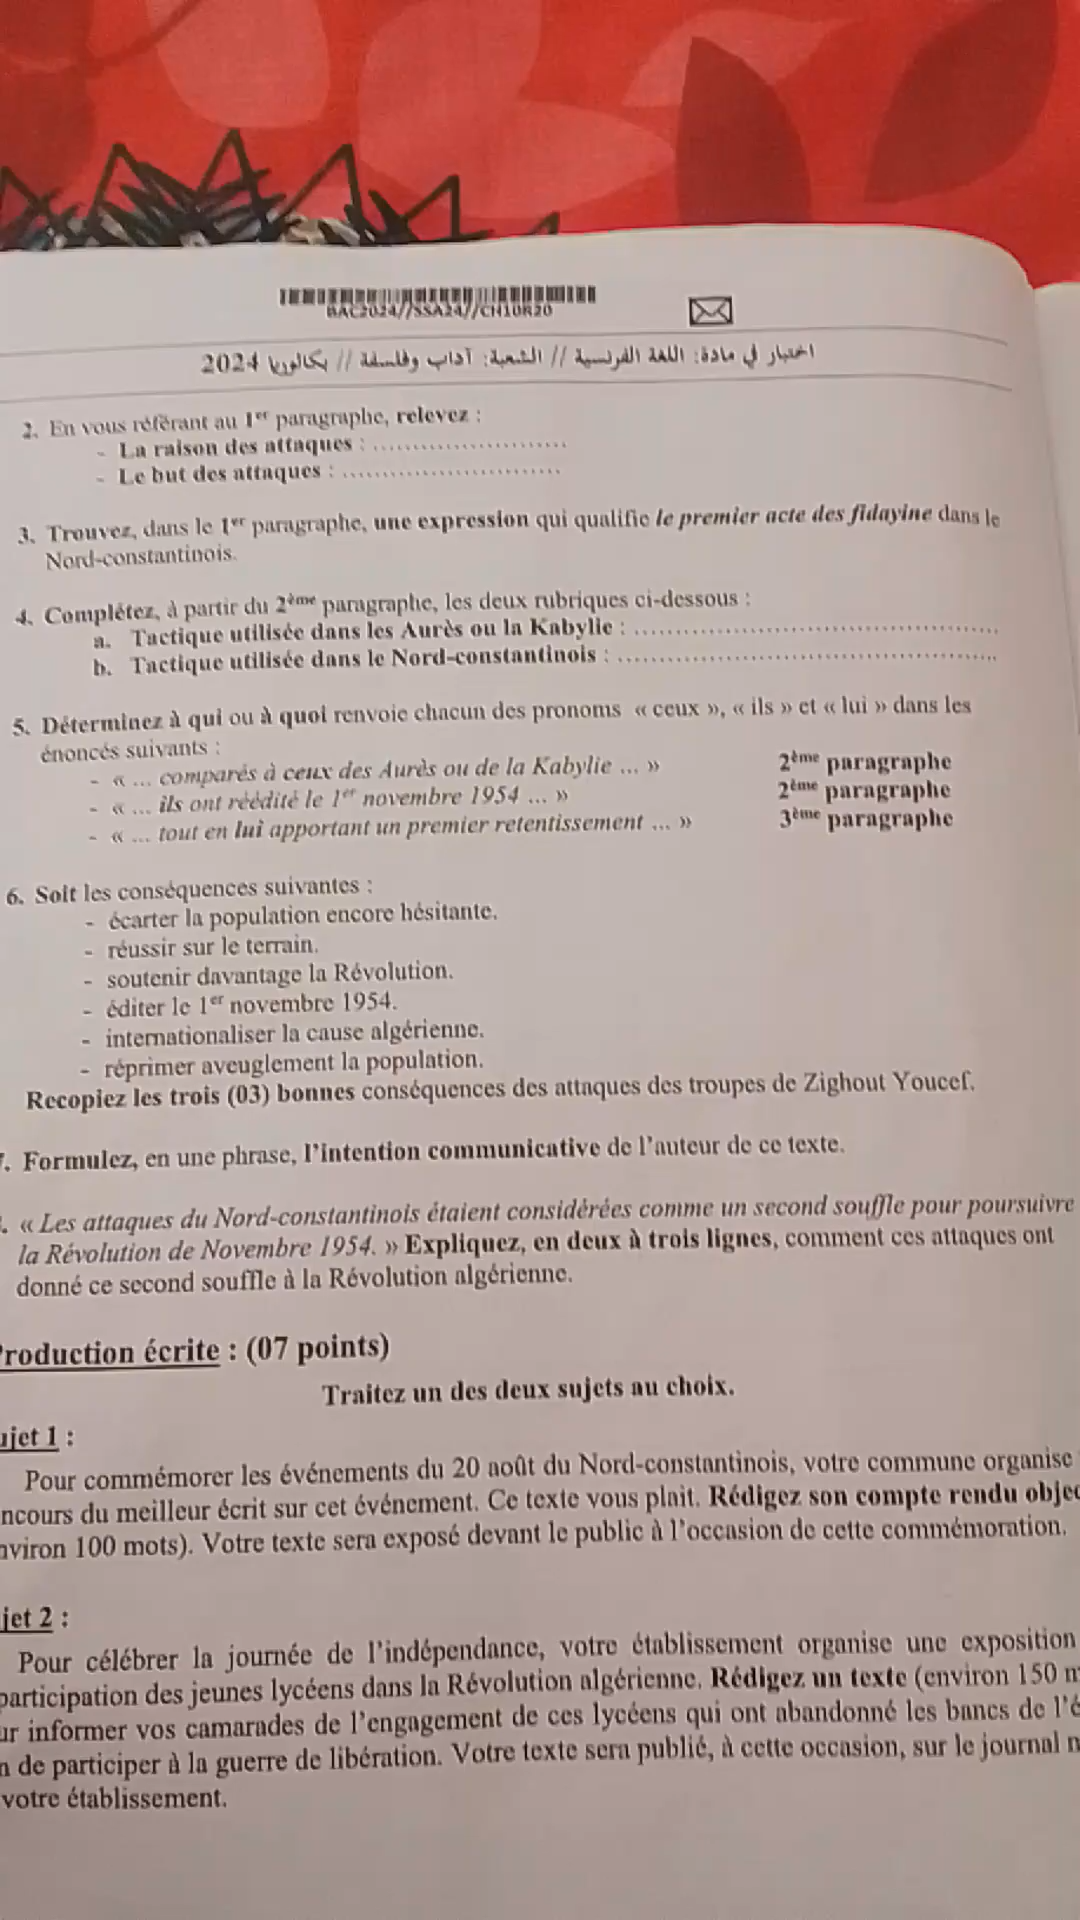 BAC2024//SSA24//CH10R20
اختبار في مادة: اللغة الفرنسية // الشعبة: آداب وفلسفة // بكالوريا 2024
2. En vous référant au 1er paragraphe, relevez :
- La raison des attaques : ........................
- Le but des attaques : ...........................
3. Trouvez, dans le 1er paragraphe, une expression qui qualifie le premier acte des fidayine dans le
Nord-constantinois.
4. Complétez, à partir du 2ème paragraphe, les deux rubriques ci-dessous :
a. Tactique utilisée dans les Aurès ou la Kabylie : .............................................
b. Tactique utilisée dans le Nord-constantinois : ...............................................
5. Déterminez à qui ou à quoi renvoie chacun des pronoms « ceux », « ils » et « lui » dans les
énoncés suivants :
- « ... comparés à ceux des Aurès ou de la Kabylie ... » 2ème paragraphe
- « ... ils ont réédité le 1er novembre 1954 ... » 2ème paragraphe
- « ... tout en lui apportant un premier retentissement ... » 3ème paragraphe
6. Soit les conséquences suivantes :
- écarter la population encore hésitante.
- réussir sur le terrain.
- soutenir davantage la Révolution.
- éditer le 1er novembre 1954.
- internationaliser la cause algérienne.
- réprimer aveuglement la population.
Recopiez les trois (03) bonnes conséquences des attaques des troupes de Zighout Youcef.
. Formulez, en une phrase, l'intention communicative de l'auteur de ce texte.
. « Les attaques du Nord-constantinois étaient considérées comme un second souffle pour poursuivre
la Révolution de Novembre 1954. » Expliquez, en deux à trois lignes, comment ces attaques ont
donné ce second souffle à la Révolution algérienne.
roduction écrite : (07 points)
Traitez un des deux sujets au choix.
ujet 1 :
Pour commémorer les événements du 20 août du Nord-constantinois, votre commune organise
ncours du meilleur écrit sur cet événement. Ce texte vous plait. Rédigez son compte rendu objec
nviron 100 mots). Votre texte sera exposé devant le public à l'occasion de cette commémoration.
jet 2 :
Pour célébrer la journée de l'indépendance, votre établissement organise une exposition
participation des jeunes lycéens dans la Révolution algérienne. Rédigez un texte (environ 150 m
ur informer vos camarades de l'engagement de ces lycéens qui ont abandonné les bancs de l'é
n de participer à la guerre de libération. Votre texte sera publié, à cette occasion, sur le journal m
votre établissement.